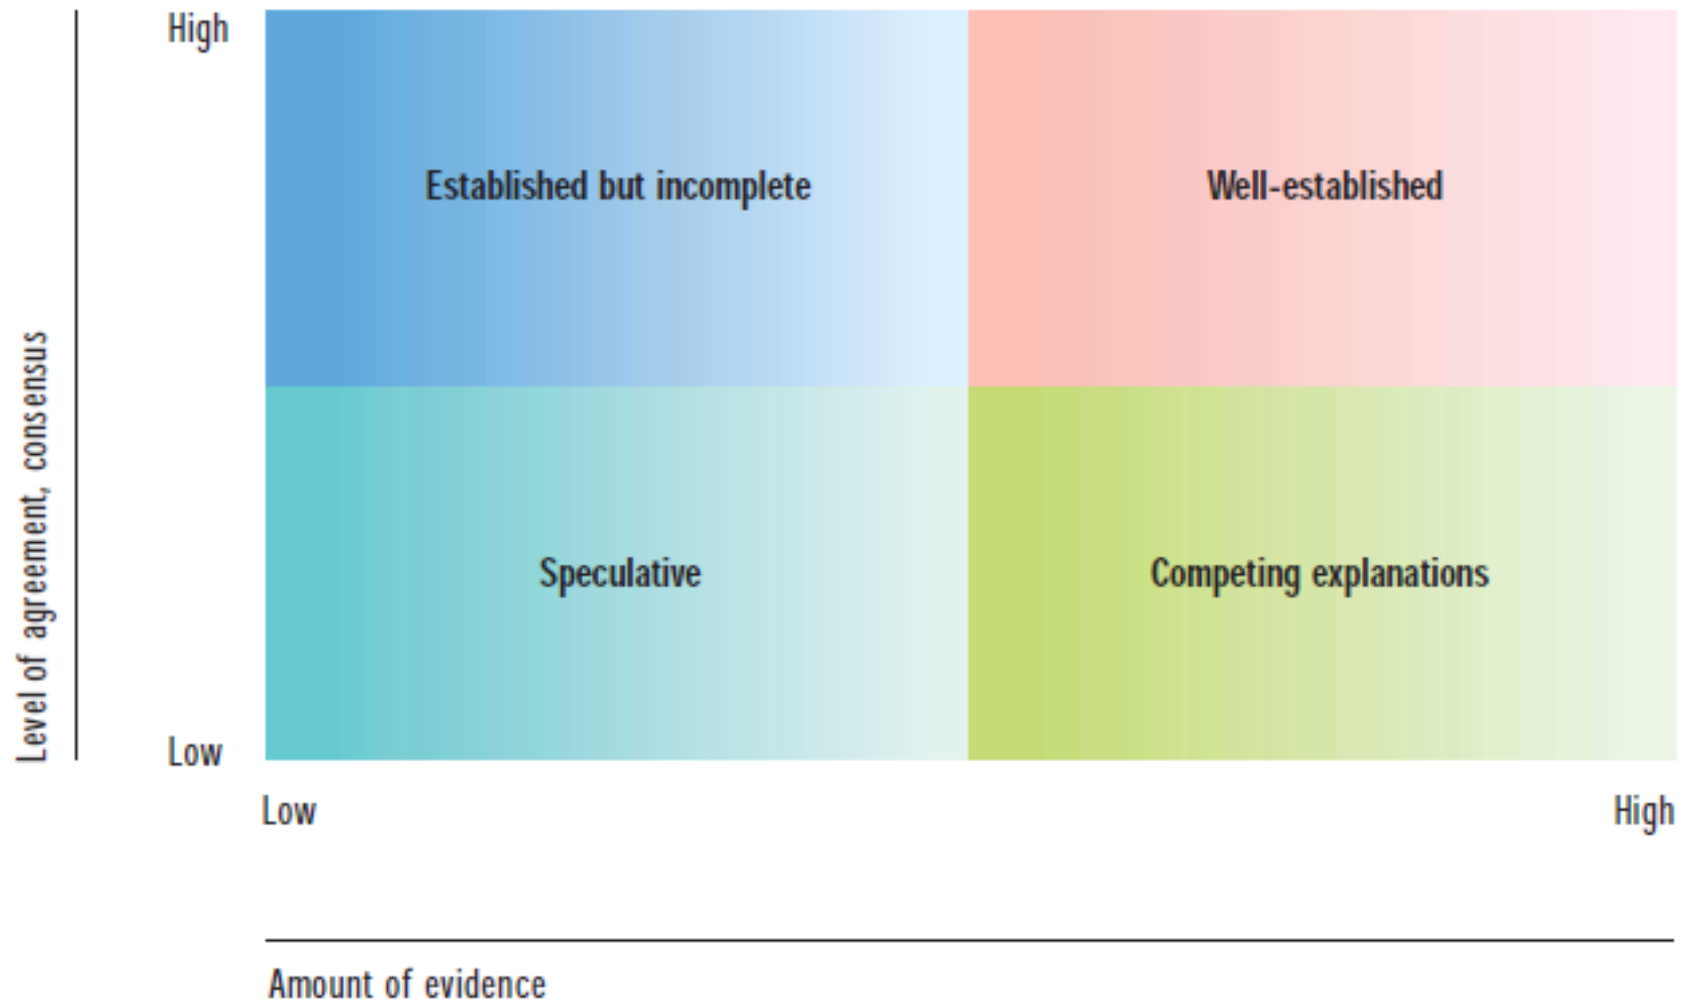 High
Established but incomplete
Well-established
Level of agreement, consensus
Speculative
Competing explanations
Low
Low
High
Amount of evidence